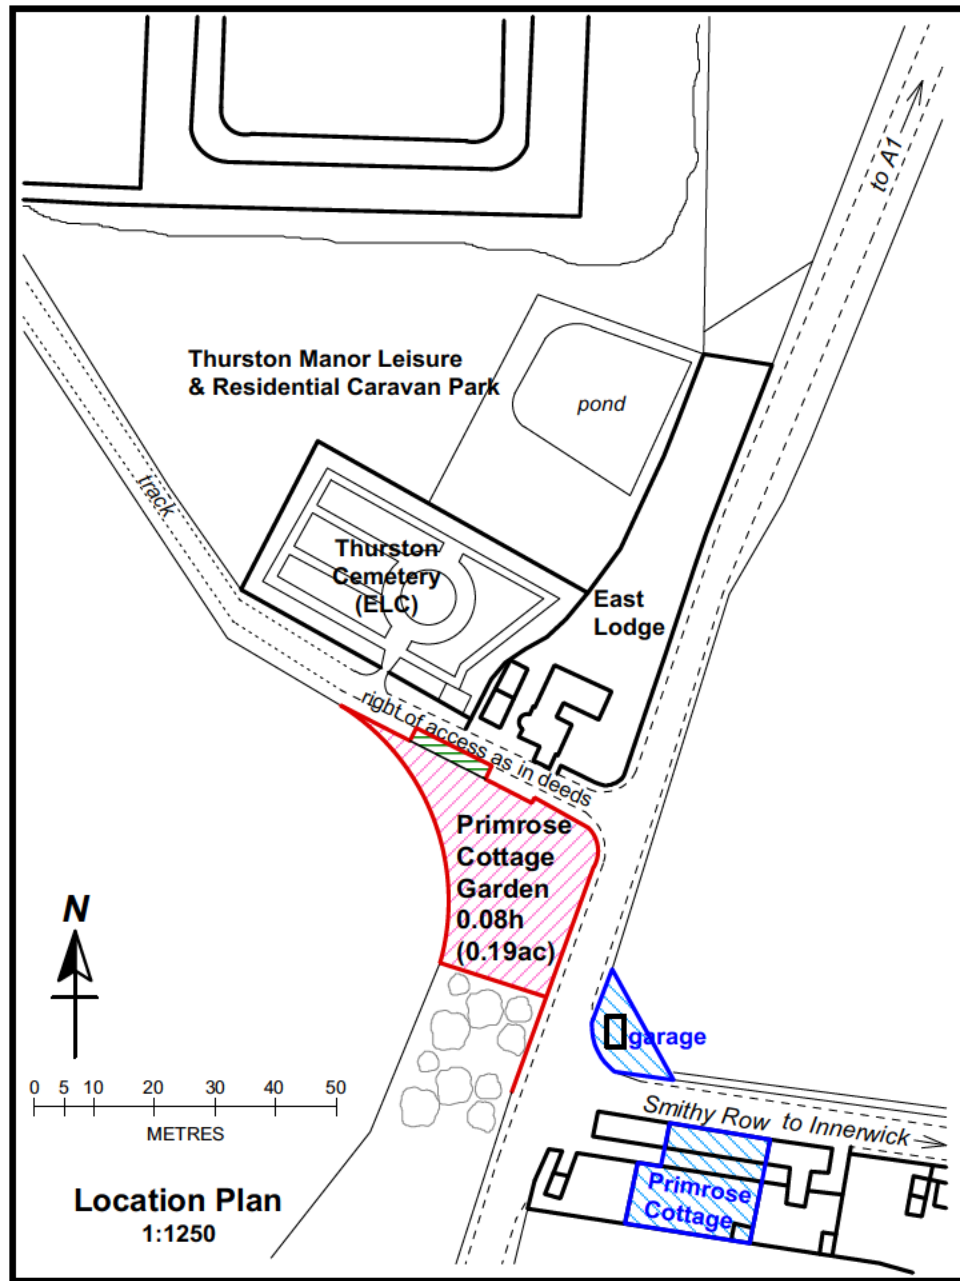 to A1
Thurston Manor Leisure
& Residential Caravan Park
pond
track
Thurston
Cemetery
(ELC)
East
Lodge
right of access as in deeds
Primrose
Cottage
Garden
0.08h
(0.19ac)
N
garage
0 5 10 20 30 40 50
METRES
Smithy Row to Innerwick
Primrose
Cottage
Location Plan
1:1250